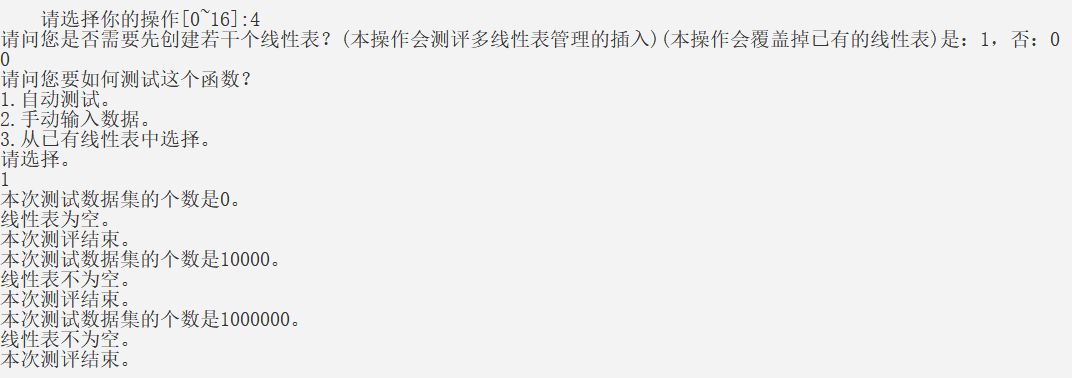 请选择你的操作[0~16]:4
请问您是否需要先创建若干个线性表？(本操作会测评多线性表管理的插入)(本操作会覆盖掉已有的线性表)是：1，否：0
0
请问您要如何测试这个函数？
1.自动测试。
2.手动输入数据。
3.从已有线性表中选择。
请选择。
1
本次测试数据集的个数是0。
线性表为空。
本次测评结束。
本次测试数据集的个数是10000。
线性表不为空。
本次测评结束。
本次测试数据集的个数是1000000。
线性表不为空。
本次测评结束。